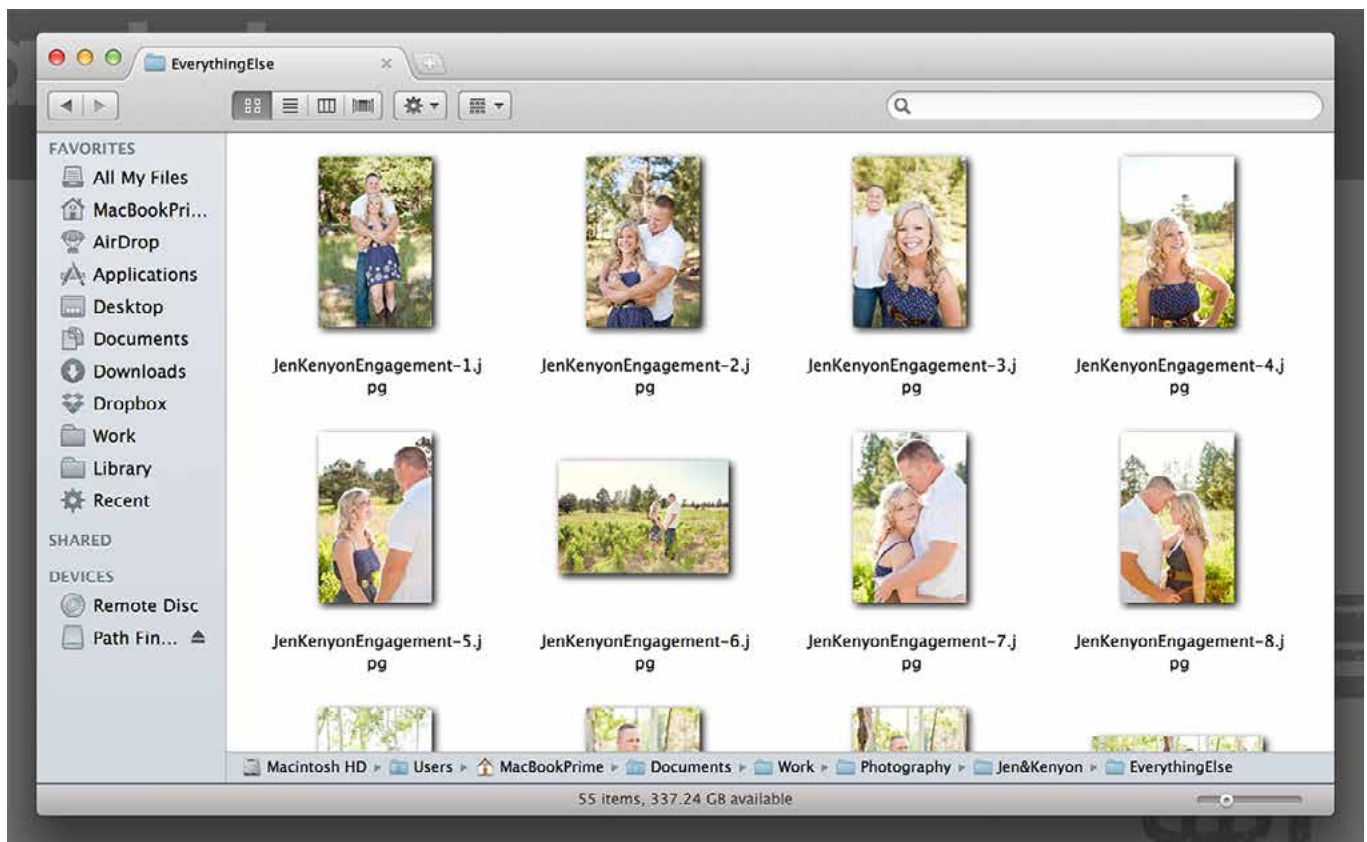 EverythingElse
FAVORITES
All My Files
MacBookPri...
AirDrop
Applications
Desktop
Documents
Downloads
Dropbox
Work
Library
Recent
SHARED
DEVICES
Remote Disc
Path Fin...
JenKenyonEngagement-1.j
pg
JenKenyonEngagement-2.j
pg
JenKenyonEngagement-3.j
pg
JenKenyonEngagement-4.j
pg
JenKenyonEngagement-5.j
pg
JenKenyonEngagement-6.j
pg
JenKenyonEngagement-7.j
pg
JenKenyonEngagement-8.j
pg
Macintosh HD ▸ Users ▸ MacBookPrime ▸ Documents ▸ Work ▸ Photography ▸ Jen&Kenyon ▸ EverythingElse
55 items, 337.24 GB available